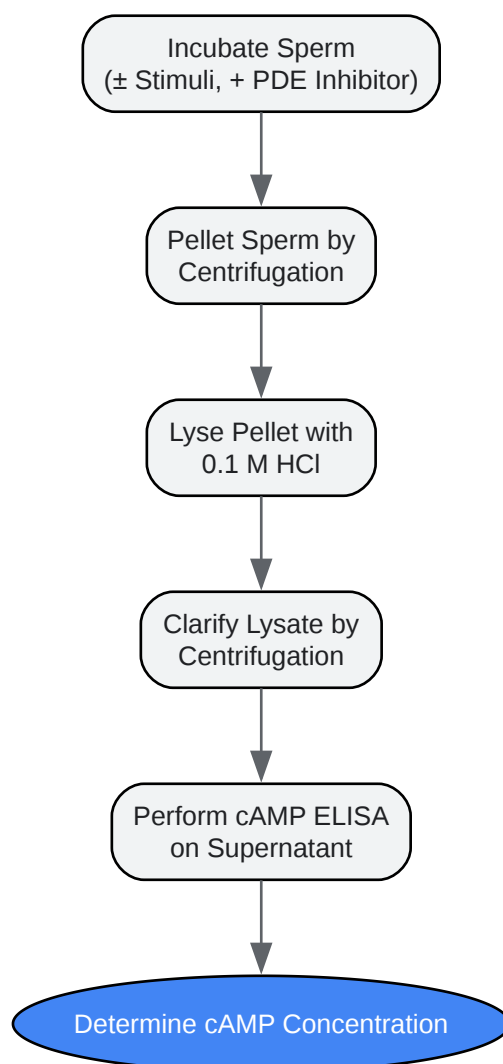 Incubate Sperm
(± Stimuli, + PDE Inhibitor)
Pellet Sperm by
Centrifugation
Lyse Pellet with
0.1 M HCl
Clarify Lysate by
Centrifugation
Perform cAMP ELISA
on Supernatant
Determine cAMP Concentration